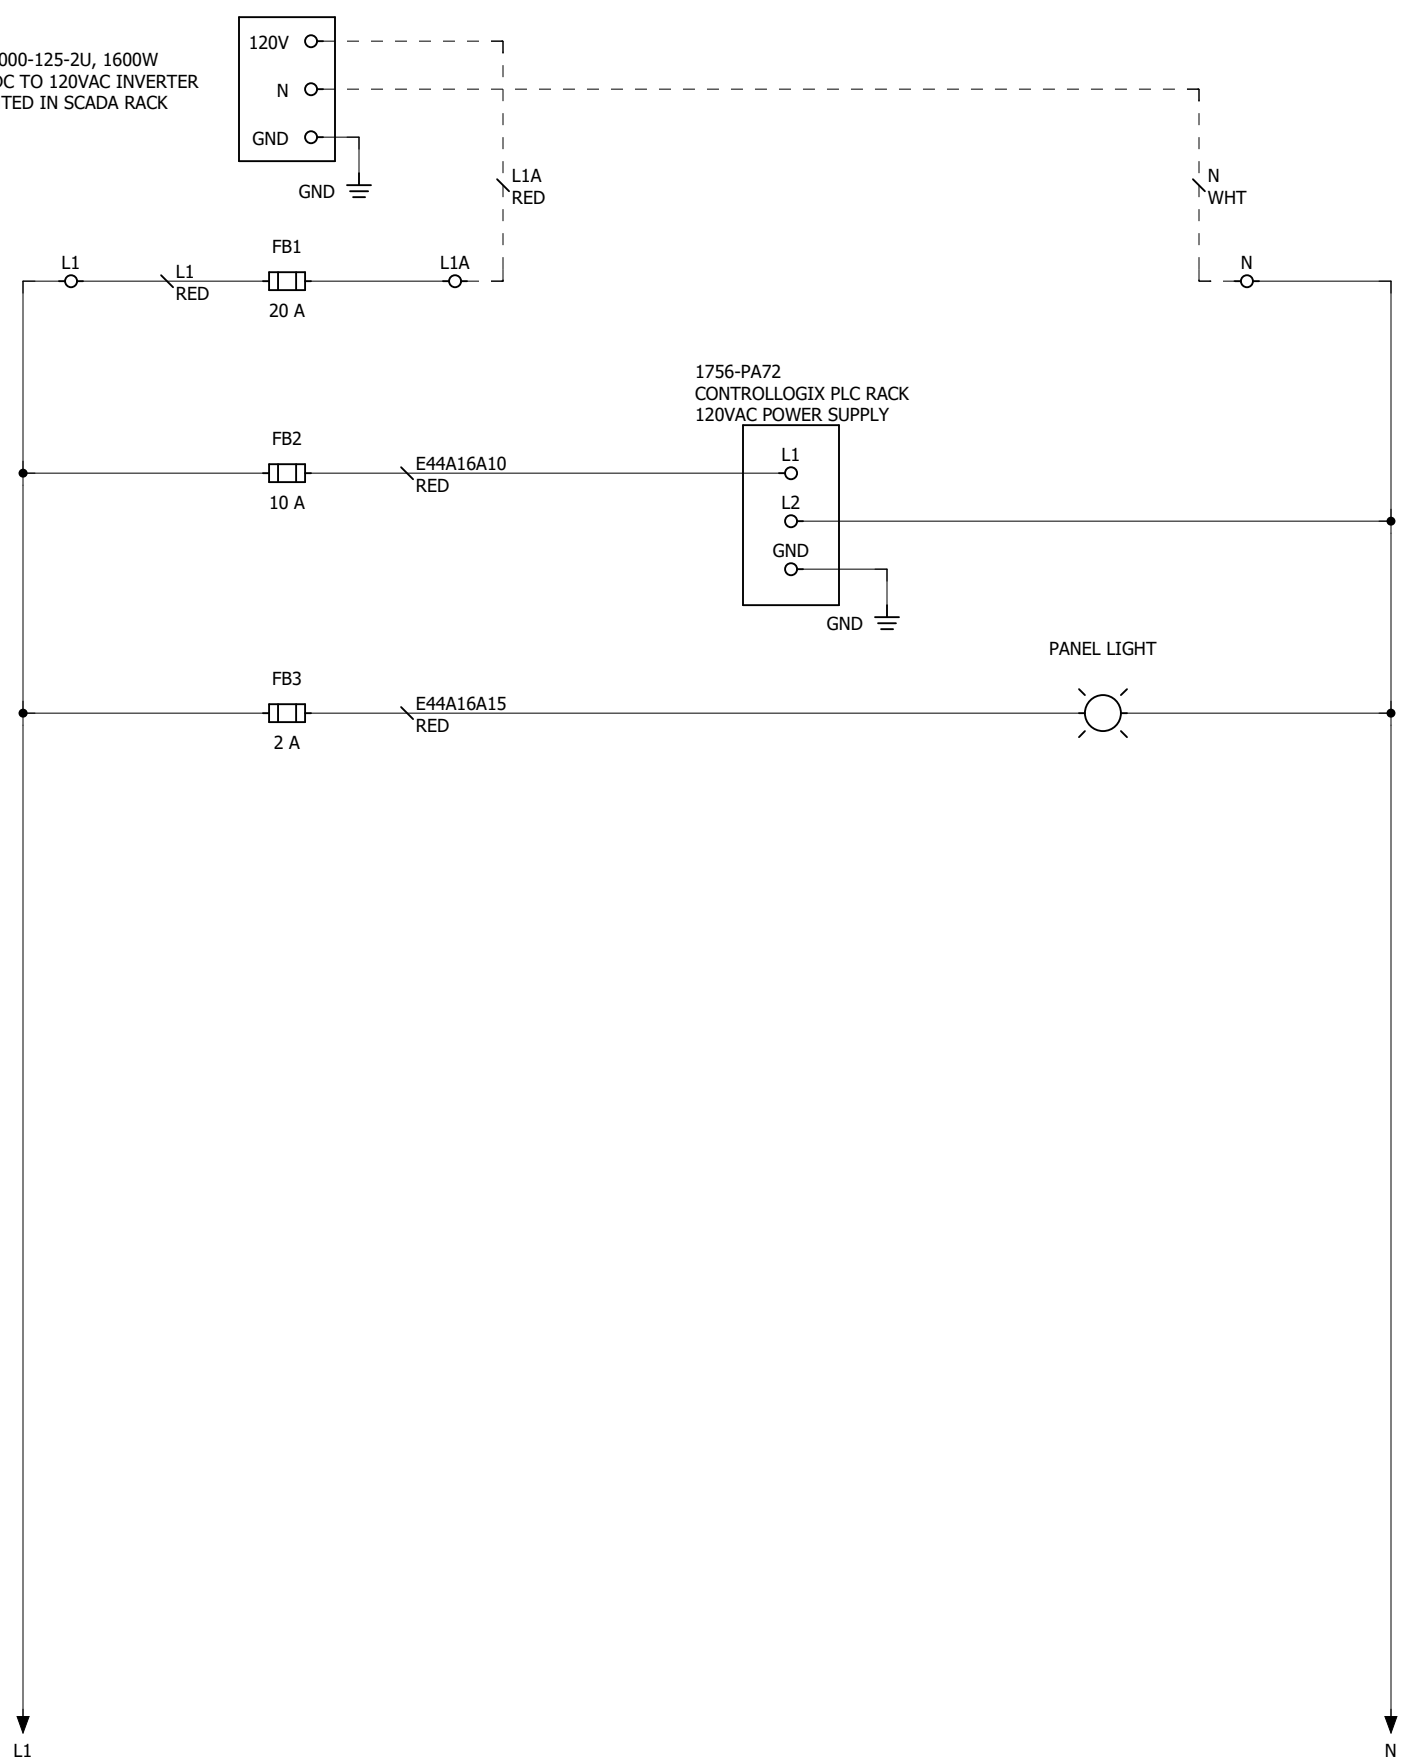 000-125-2U, 1600W
DC TO 120VAC INVERTER
TED IN SCADA RACK
120V
N
GND
GND
L1A
RED
N
WHT
FB1
L1
L1
RED
20 A
L1A
N
1756-PA72
CONTROLLOGIX PLC RACK
120VAC POWER SUPPLY
FB2
10 A
E44A16A10
RED
L1
L2
GND
GND
PANEL LIGHT
FB3
2 A
E44A16A15
RED
L1
N